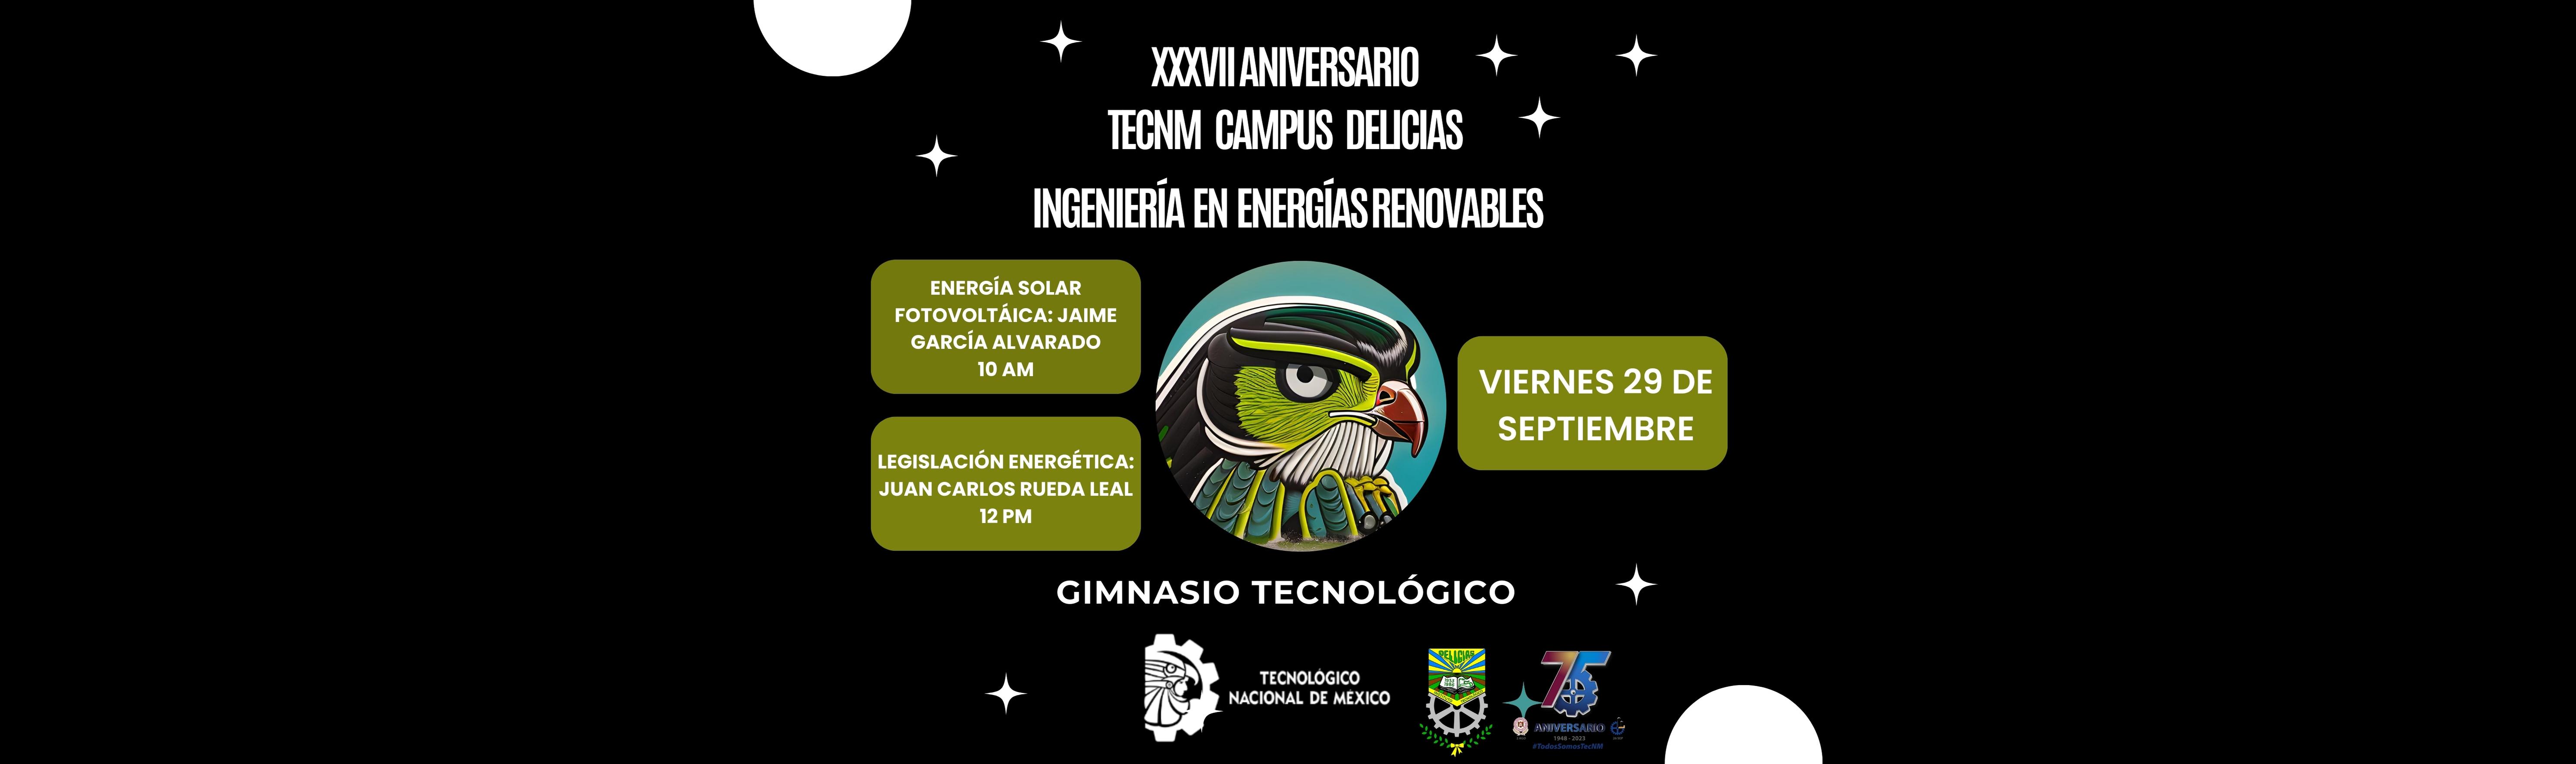 XXXVII ANIVERSARIO
TECNM CAMPUS DELICIAS
INGENIERÍA EN ENERGÍAS RENOVABLES
ENERGÍA SOLAR
FOTOVOLTÁICA: JAIME
GARCÍA ALVARADO
10 AM
LEGISLACIÓN ENERGÉTICA:
JUAN CARLOS RUEDA LEAL
12 PM
VIERNES 29 DE
SEPTIEMBRE
GIMNASIO TECNOLÓGICO
TECNOLÓGICO
NACIONAL DE MÉXICO
DELICIAS
75
ANIVERSARIO
1948 - 2023
#TodosSomosTecNM